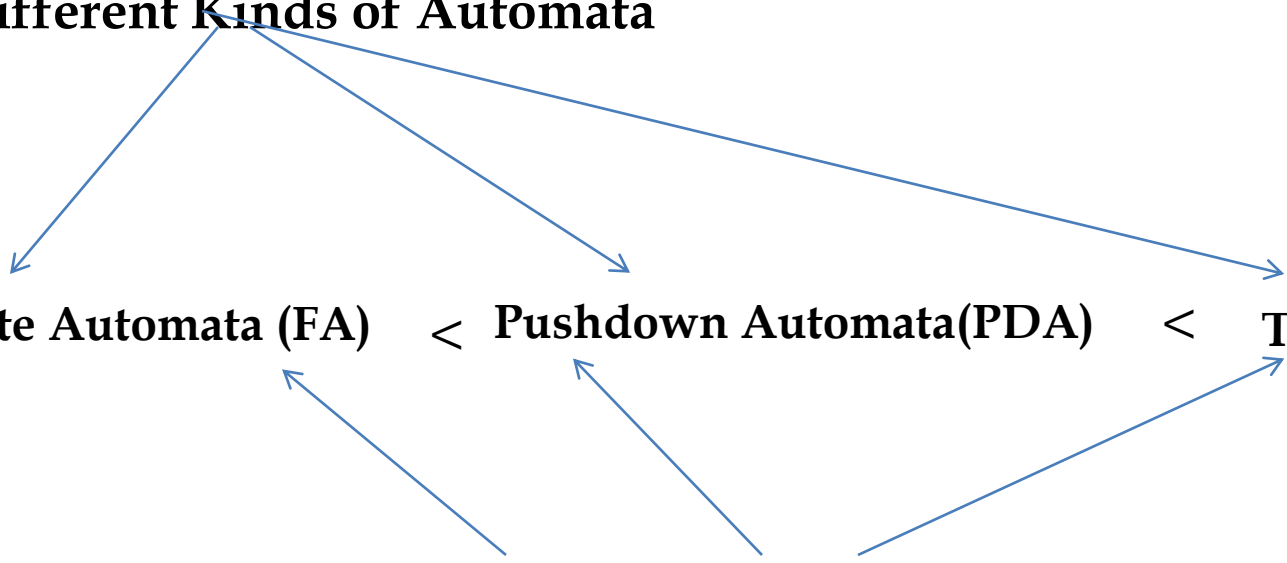 ifferent Kinds of Automata
te Automata (FA) < Pushdown Automata(PDA) < T